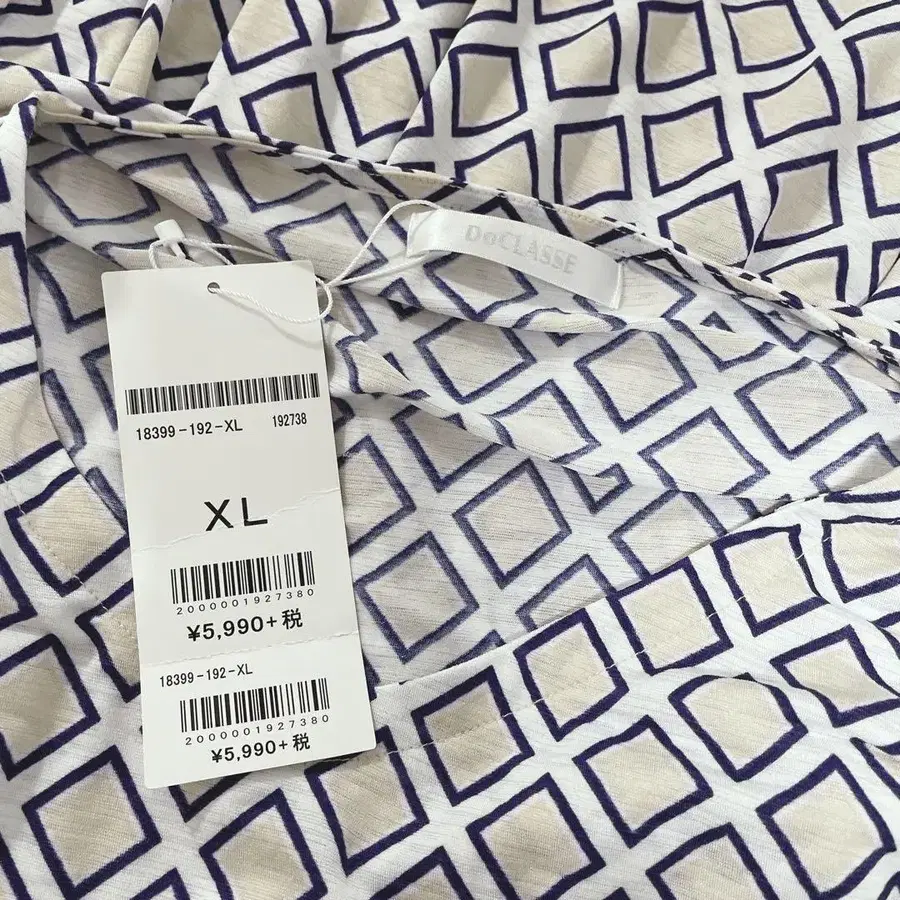 DoCLASSE
18399-192-XL 192738
XL
2000001927380
¥5,990+税
18399-192-XL
2000001927380
¥5,990+税